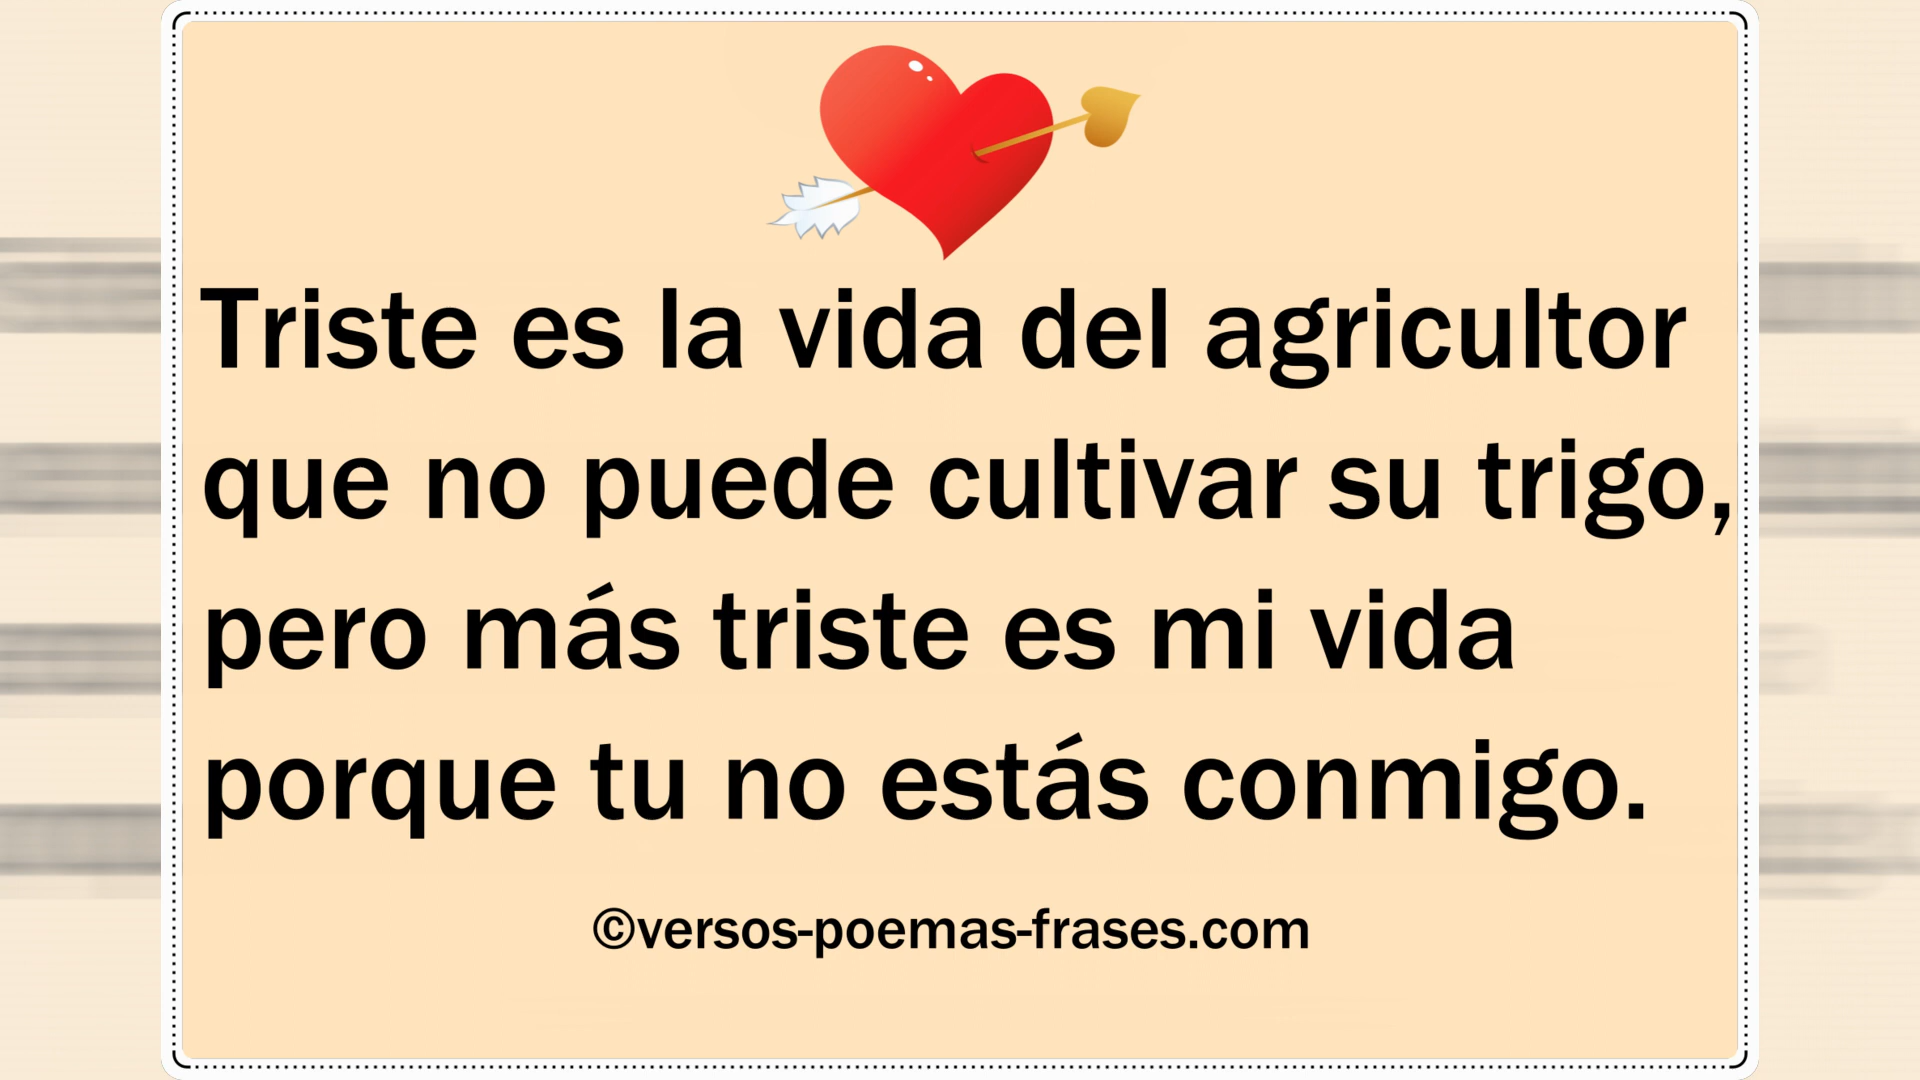 Triste es la vida del agricultor
que no puede cultivar su trigo,
pero más triste es mi vida
porque tu no estás conmigo.
©versos-poemas-frases.com